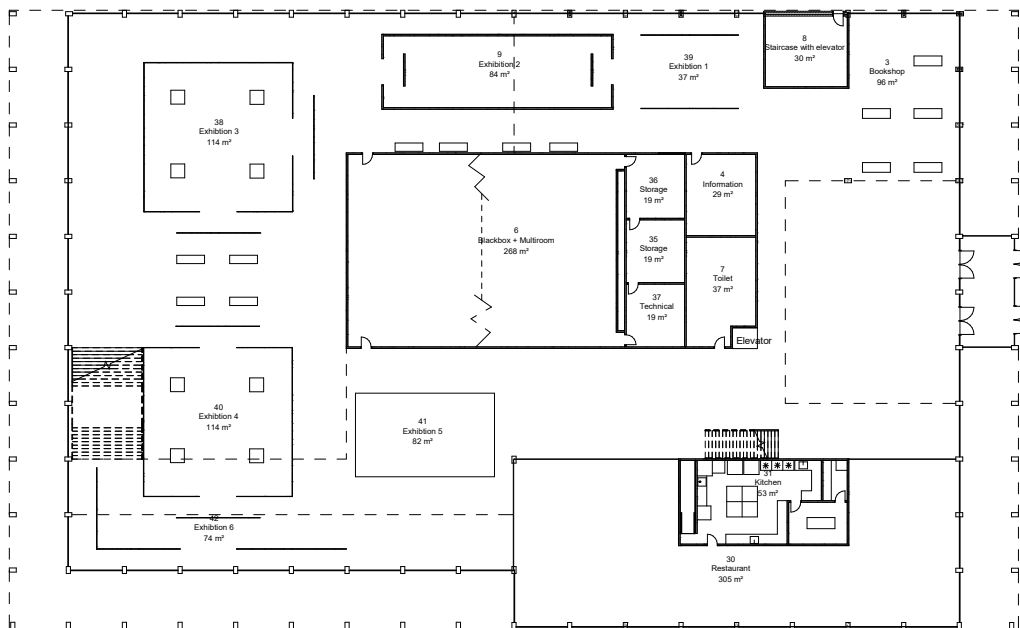 8
Staircase with elevator
30 m²
9
Exhibition 2
84 m²
39
Exhibtion 1
37 m²
3
Bookshop
96 m²
38
Exhibtion 3
114 m²
36
Storage
19 m²
4
Information
29 m²
6
Blackbox + Multiroom
268 m²
35
Storage
19 m²
7
Toilet
37 m²
37
Technical
19 m²
Elevator
40
Exhibtion 4
114 m²
41
Exhibtion 5
82 m²
31
Kitchen
53 m²
42
Exhibtion 6
74 m²
30
Restaurant
305 m²